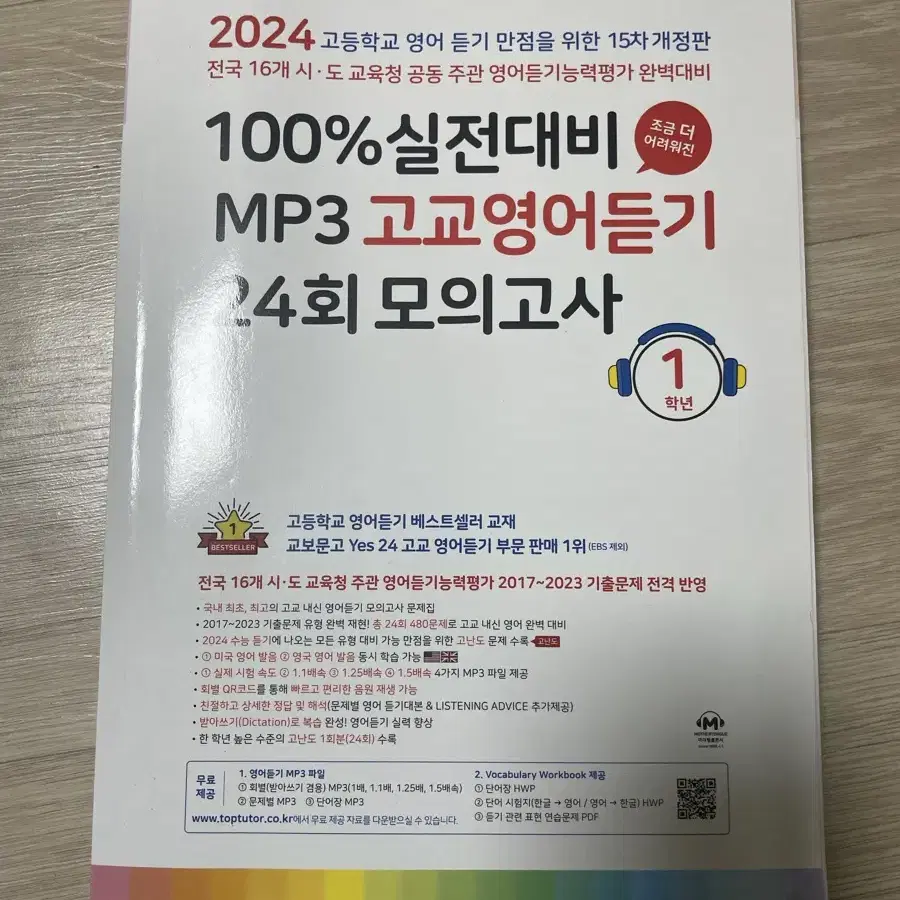 2024 고등학교 영어 듣기 만점을 위한 15차 개정판
전국 16개 시·도 교육청 공동 주관 영어듣기능력평가 완벽대비
100%실전대비
조금 더
어려워진
MP3 고교영어듣기
24회 모의고사
1
학년
1
BESTSELLER
고등학교 영어듣기 베스트셀러 교재
교보문고 Yes 24 고교 영어듣기 부문 판매 1위(EBS 제외)
전국 16개 시·도 교육청 주관 영어듣기능력평가 2017~2023 기출문제 전격 반영
• 국내 최초, 최고의 고교 내신 영어듣기 모의고사 문제집
• 2017~2023 기출문제 유형 완벽 재현! 총 24회 480문제로 고교 내신 영어 완벽 대비
• 2024 수능 듣기에 나오는 모든 유형 대비 가능 만점을 위한 고난도 문제 수록 고난도
• ① 미국 영어 발음 ② 영국 영어 발음 동시 학습 가능
• ① 실제 시험 속도 ② 1.1배속 ③ 1.25배속 ④ 1.5배속 4가지 MP3 파일 제공
• 회별 QR코드를 통해 빠르고 편리한 음원 재생 가능
• 친절하고 상세한 정답 및 해석(문제별 영어 듣기대본 & LISTENING ADVICE 추가제공)
• 받아쓰기(Dictation)로 복습 완성! 영어듣기 실력 향상
• 한 학년 높은 수준의 고난도 1회분(24회) 수록
MOTHERTONGUE
마더텅출판사
무료
제공
1. 영어듣기 MP3 파일
① 회별(받아쓰기 겸용) MP3(1배, 1.1배, 1.25배, 1.5배속)
② 문제별 MP3 ③ 단어장 MP3
www.toptutor.co.kr에서 무료 제공 자료를 다운받으실 수 있습니다.
2. Vocabulary Workbook 제공
① 단어장 HWP
② 단어 시험지(한글 → 영어 / 영어 → 한글) HWP
③ 듣기 관련 표현 연습문제 PDF